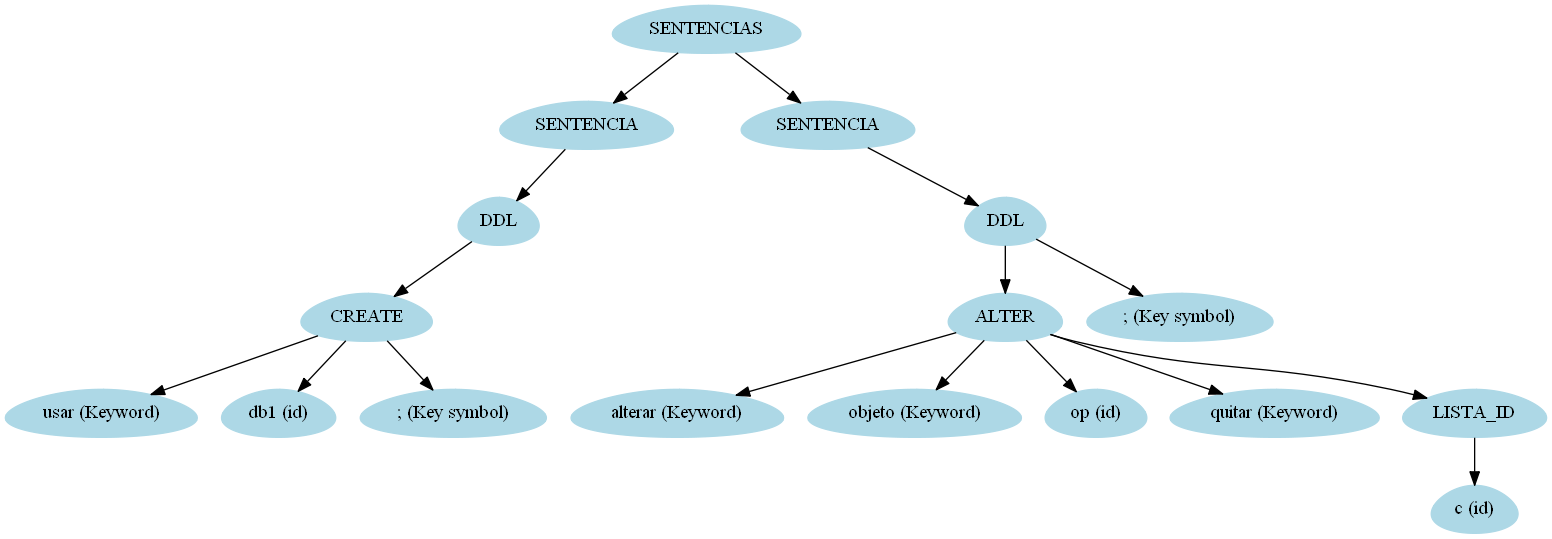 SENTENCIAS
SENTENCIA
SENTENCIA
DDL
DDL
CREATE
ALTER
; (Key symbol)
usar (Keyword)
db1 (id)
; (Key symbol)
alterar (Keyword)
objeto (Keyword)
op (id)
quitar (Keyword)
LISTA_ID
c (id)